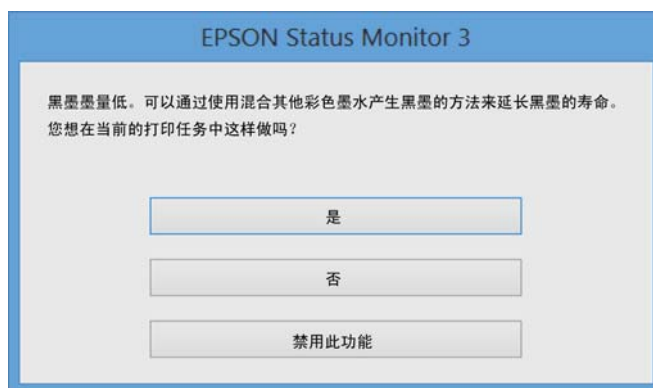 EPSON Status Monitor 3
黑墨墨量低。可以通过使用混合其他彩色墨水产生黑墨的方法来延长黑墨的寿命。
您想在当前的打印任务中这样做吗？
是
否
禁用此功能